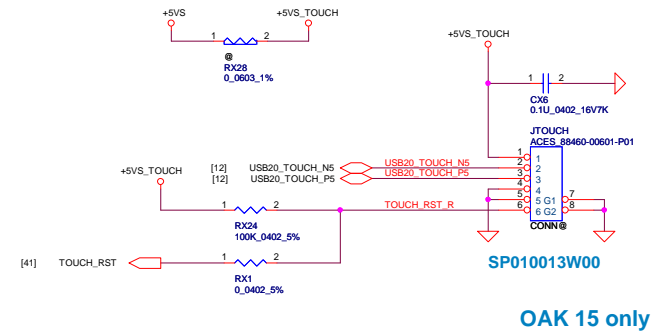 +5VS
+5VS_TOUCH
1
2
@
RX28
0_0603_1%
+5VS_TOUCH
1
2
CX6
0.1U_0402_16V7K
JTOUCH
ACES_88460-00601-P01
+5VS_TOUCH
[12]
USB20_TOUCH_N5
USB20_TOUCH_N5
[12]
USB20_TOUCH_P5
USB20_TOUCH_P5
1
2
3
4
5
6
1
2
3
4
5 G1
6 G2
7
8
CONN@
1
2
RX24
100K_0402_5%
TOUCH_RST_R
[41]
TOUCH_RST
1
2
RX1
0_0402_5%
SP010013W00
OAK 15 only